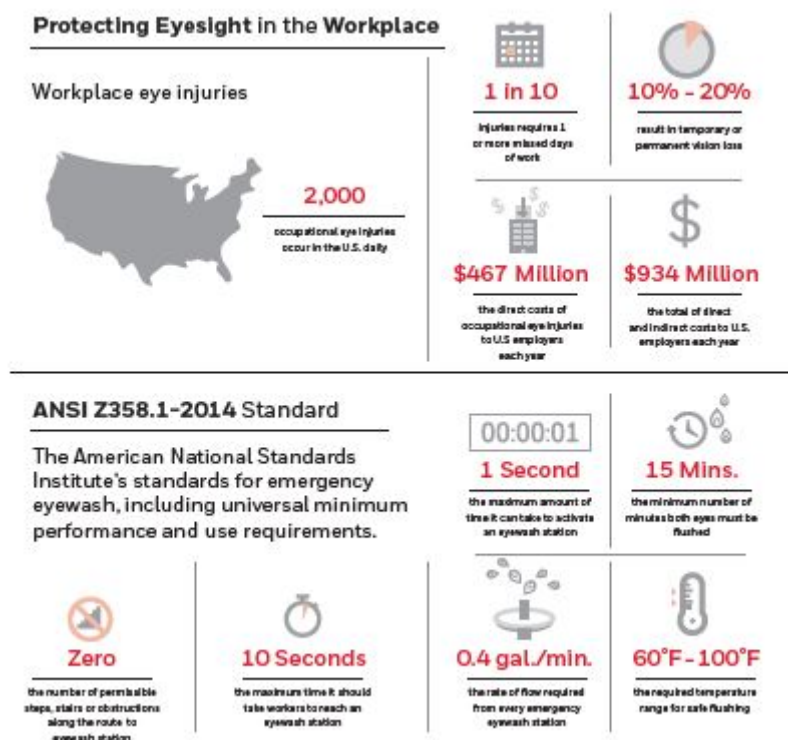 Protecting Eyesight in the Workplace
Workplace eye injuries
2,000
occupational eye injuries
occur in the U.S. daily
1 in 10
injuries requires 1
or more missed days
of work
10% - 20%
result in temporary or
permanent vision loss
$467 Million
the direct costs of
occupational eye injuries
to U.S employers
each year
$934 Million
the total of direct
and indirect costs to U.S.
employers each year
ANSI Z358.1-2014 Standard
The American National Standards
Institute's standards for emergency
eyewash, including universal minimum
performance and use requirements.
00:00:01
1 Second
the maximum amount of
time it can take to activate
an eyewash station
15 Mins.
the minimum number of
minutes both eyes must be
flushed
Zero
the number of permissible
steps, stairs or obstructions
along the route to
eyewash station
10 Seconds
the maximum time it should
take workers to reach an
eyewash station
0.4 gal./min.
the rate of flow required
from every emergency
eyewash station
60°F-100°F
the required temperature
range for safe flushing